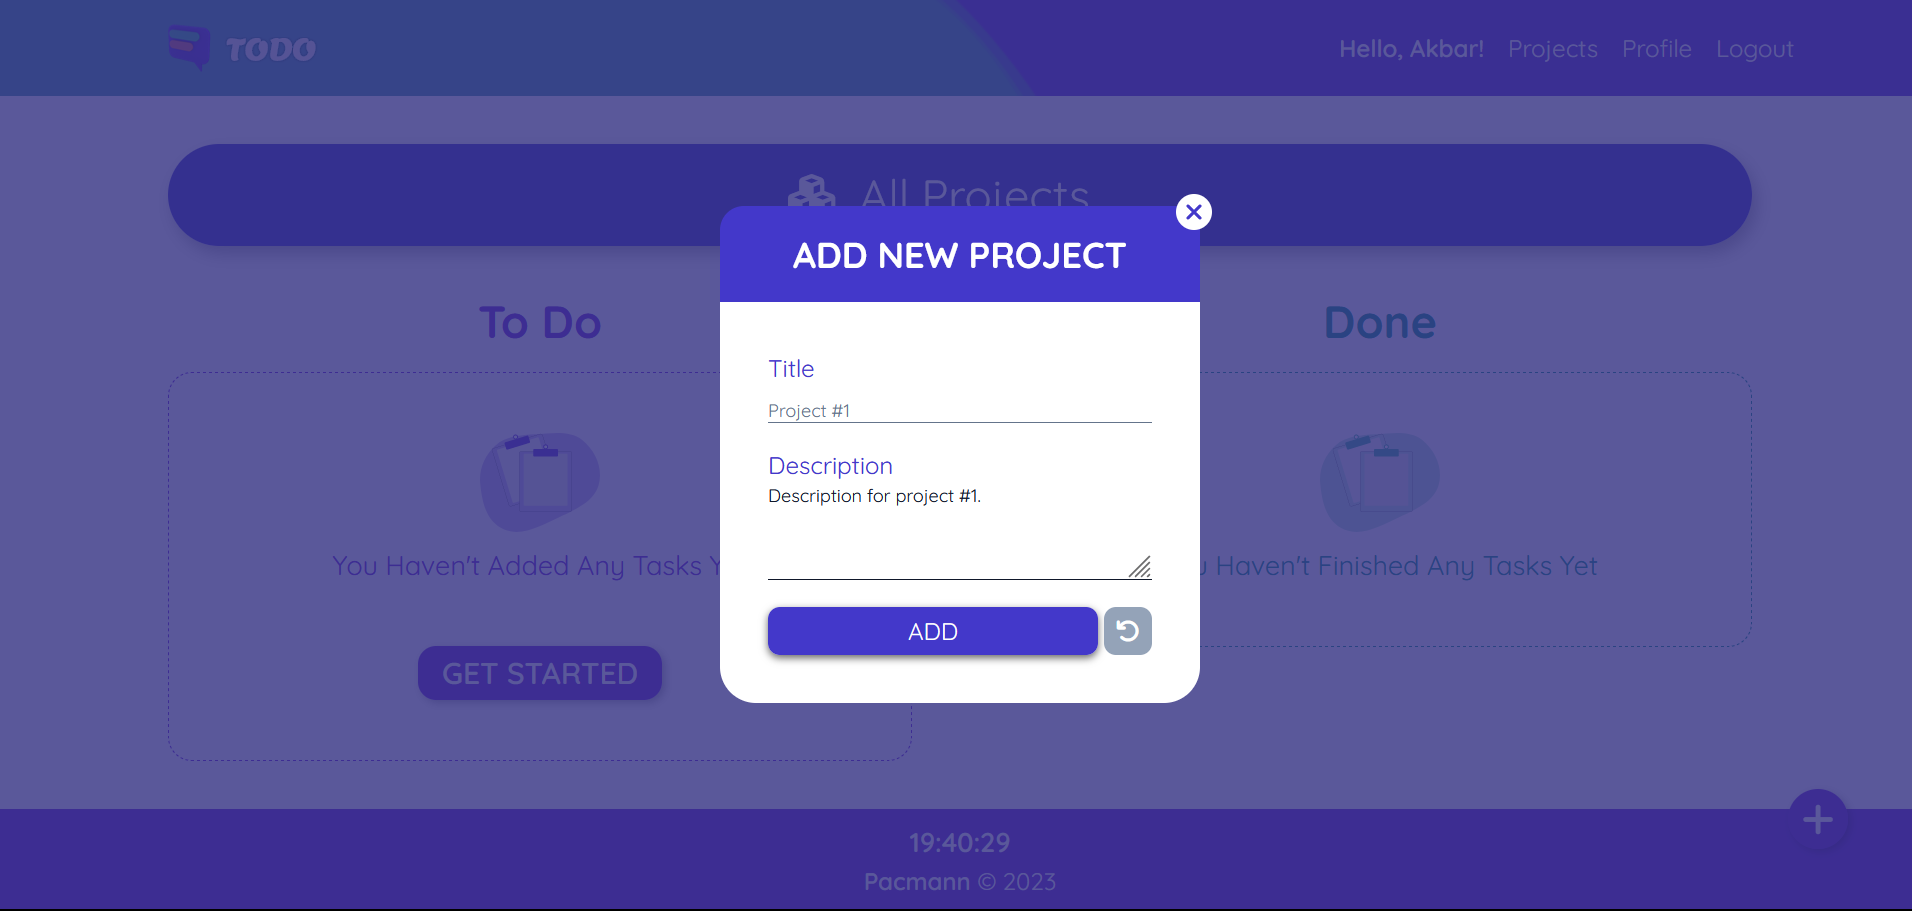 TODO
Hello, Akbar! Projects Profile Logout
All Projects
ADD NEW PROJECT
To Do
Done
Title
Project #1
Description
Description for project #1.
You Haven't Added Any Tasks
Haven't Finished Any Tasks Yet
ADD
GET STARTED
19:40:29
Pacmann © 2023